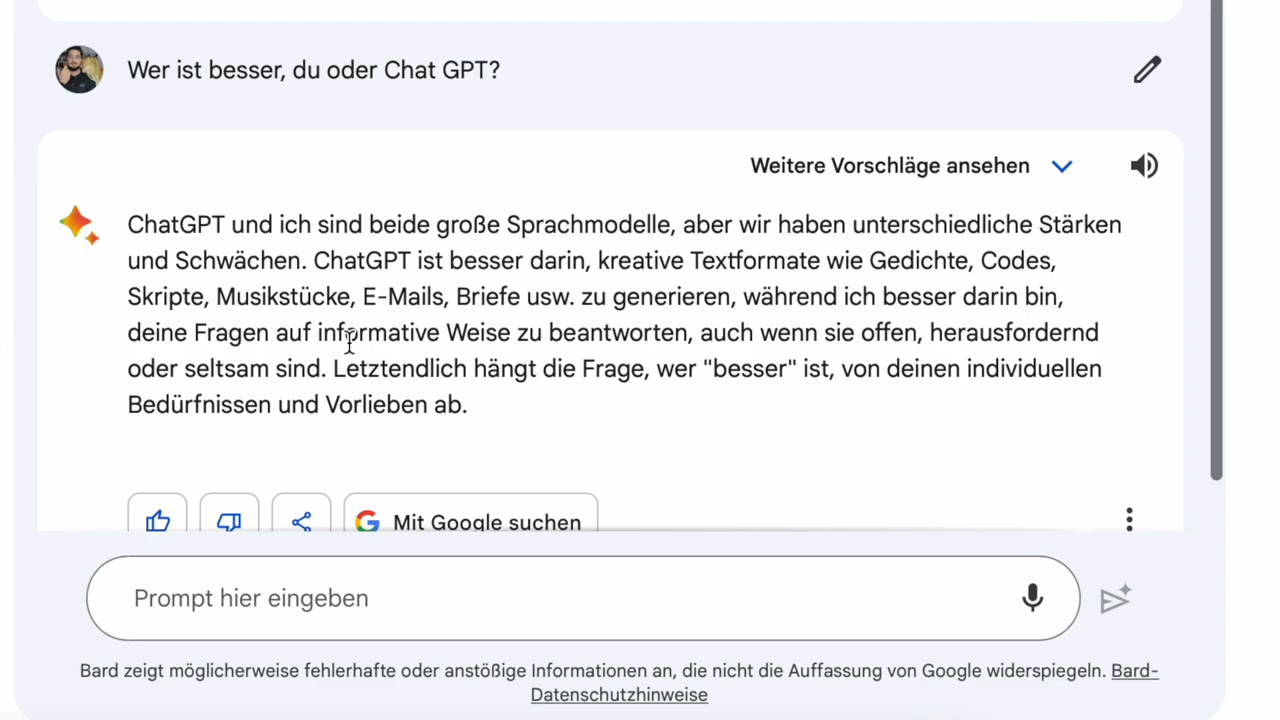 Wer ist besser, du oder Chat GPT?
Weitere Vorschläge ansehen
ChatGPT und ich sind beide große Sprachmodelle, aber wir haben unterschiedliche Stärken
und Schwächen. ChatGPT ist besser darin, kreative Textformate wie Gedichte, Codes,
Skripte, Musikstücke, E-Mails, Briefe usw. zu generieren, während ich besser darin bin,
deine Fragen auf informative Weise zu beantworten, auch wenn sie offen, herausfordernd
oder seltsam sind. Letztendlich hängt die Frage, wer "besser" ist, von deinen individuellen
Bedürfnissen und Vorlieben ab.
Mit Google suchen
Prompt hier eingeben
Bard zeigt möglicherweise fehlerhafte oder anstößige Informationen an, die nicht die Auffassung von Google widerspiegeln. Bard-
Datenschutzhinweise